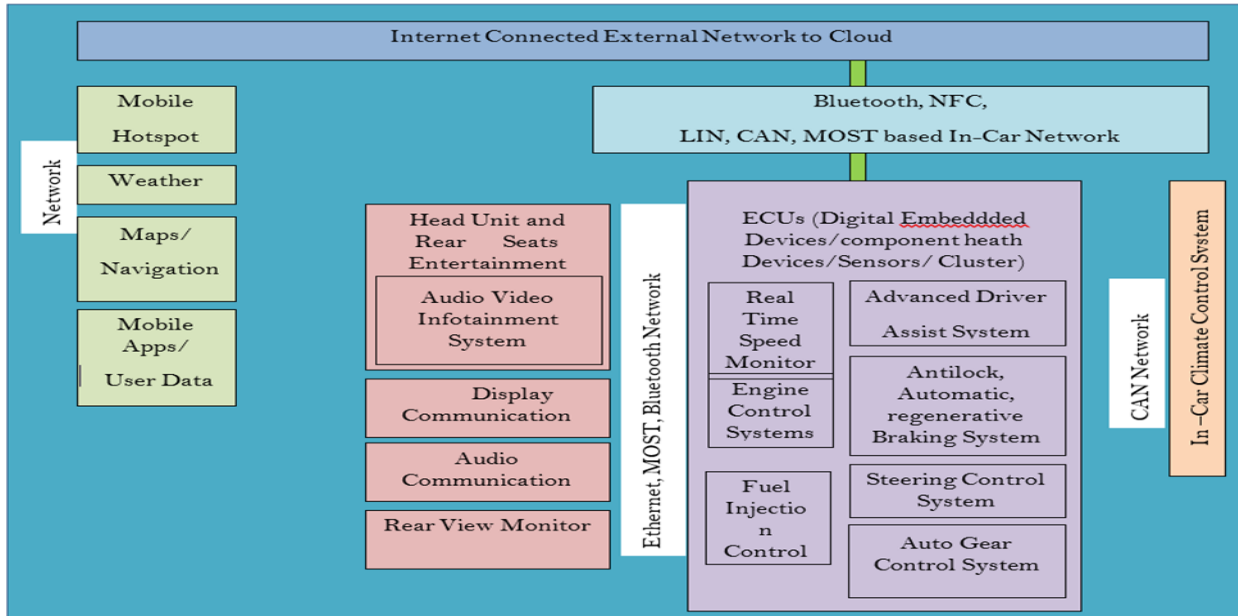 Internet Connected External Network to Cloud
Bluetooth, NFC,
LIN, CAN, MOST based In-Car Network
Network
Mobile
Hotspot
Weather
Maps/
Navigation
Mobile
Apps/
User Data
Head Unit and
Rear Seats
Entertainment
Audio Video
Infotainment
System
Display
Communication
Audio
Communication
Rear View Monitor
Ethernet, MOST, Bluetooth Network
ECUs (Digital Embeddded
Devices/component heath
Devices/Sensors/ Cluster)
Real
Time
Speed
Monitor
Engine
Control
Systems
Fuel
Injectio
n
Control
Advanced Driver
Assist System
Antilock,
Automatic,
regenerative
Braking System
Steering Control
System
Auto Gear
Control System
CAN Network
In –Car Climate Control System